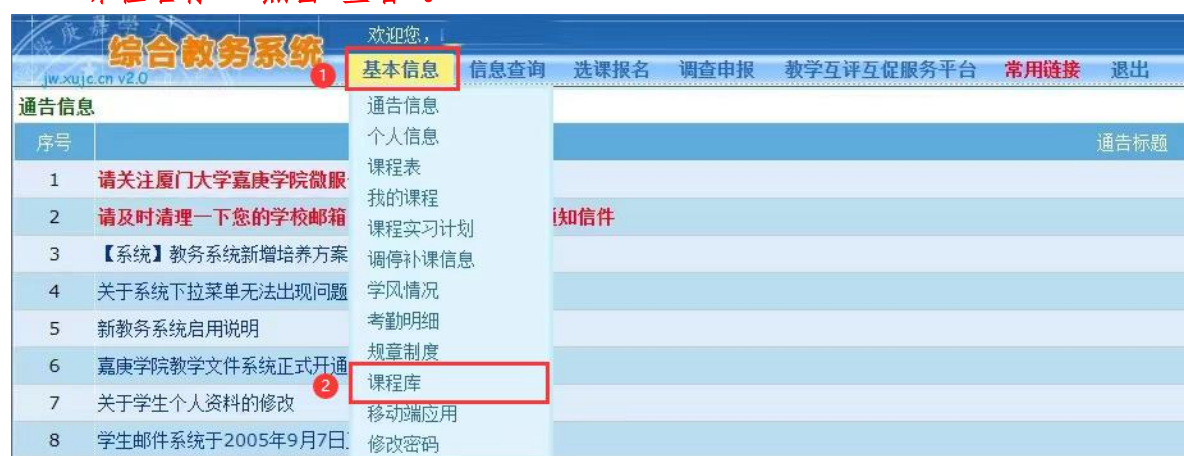 综合教务系统
jw.xujc.cn v2.0
欢迎您，
1
基本信息 信息查询 选课报名 调查申报 教学互评互促服务平台 常用链接 退出
通告信息
序号 通告标题
1 请关注厦门大学嘉庚学院微服
2 请及时清理一下您的学校邮箱 知信件
3 【系统】教务系统新增培养方案
4 关于系统下拉菜单无法出现问题
5 新教务系统启用说明
6 嘉庚学院教学文件系统正式开通
7 关于学生个人资料的修改
8 学生邮件系统于2005年9月7日
通告信息
个人信息
课程表
我的课程
课程实习计划
调停补课信息
学风情况
考勤明细
规章制度
2
课程库
移动端应用
修改密码